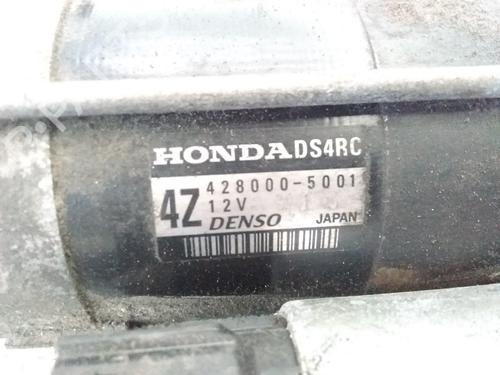 HONDA DS4RC
4Z 428000-5001
12V
DENSO JAPAN